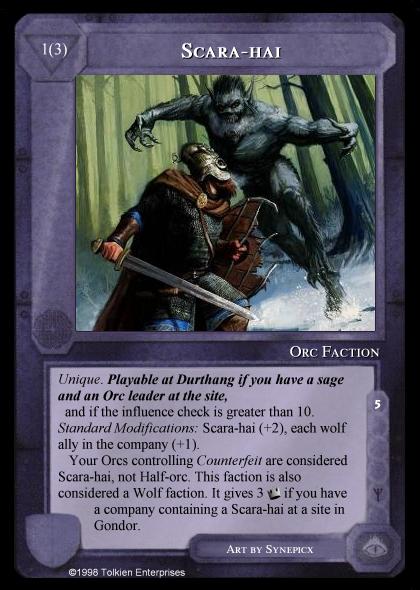 1(3)
SCARA-HAI
ORC FACTION
Unique. Playable at Durthang if you have a sage
and an Orc leader at the site,
and if the influence check is greater than 10.
Standard Modifications: Scara-hai (+2), each wolf
ally in the company (+1).
Your Orcs controlling Counterfeit are considered
Scara-hai, not Half-orc. This faction is also
considered a Wolf faction. It gives 3 if you have
a company containing a Scara-hai at a site in
Gondor.
5
ART BY SYNEPICX
©1998 Tolkien Enterprises